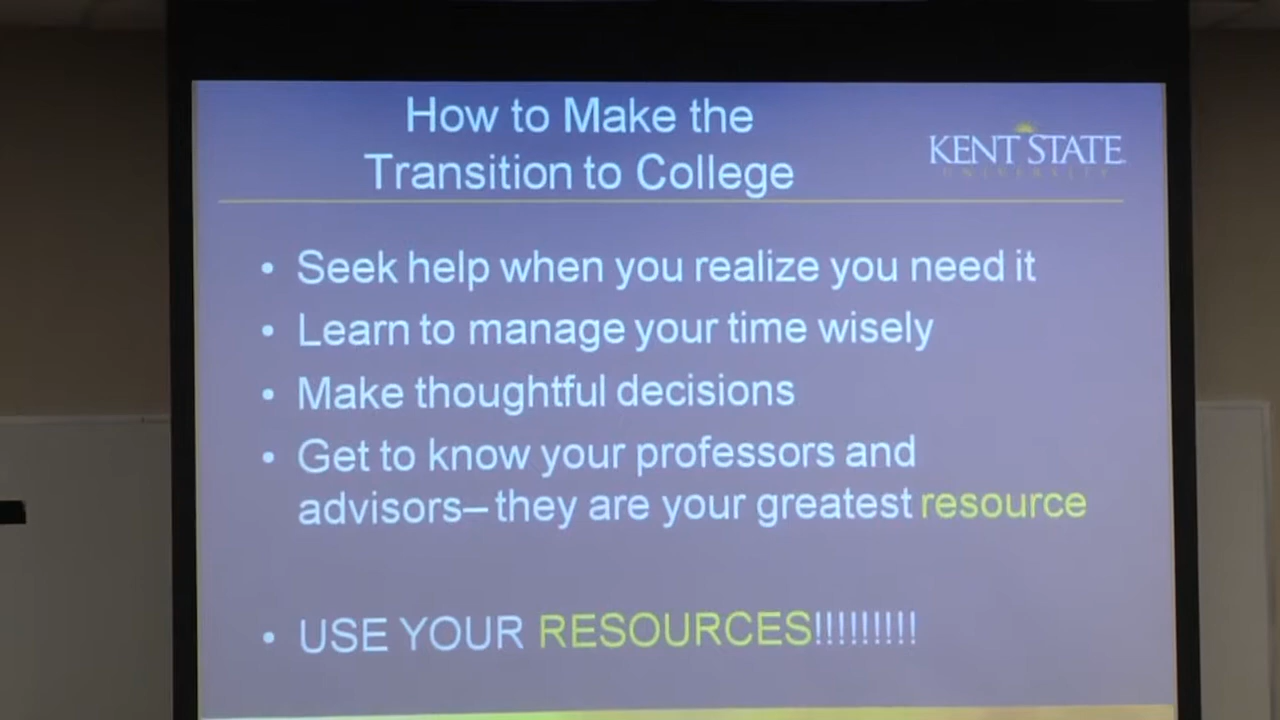 How to Make the
Transition to College
KENT STATE
UNIVERSITY
• Seek help when you realize you need it
• Learn to manage your time wisely
• Make thoughtful decisions
• Get to know your professors and
advisors–they are your greatest resource
• USE YOUR RESOURCES!!!!!!!!!